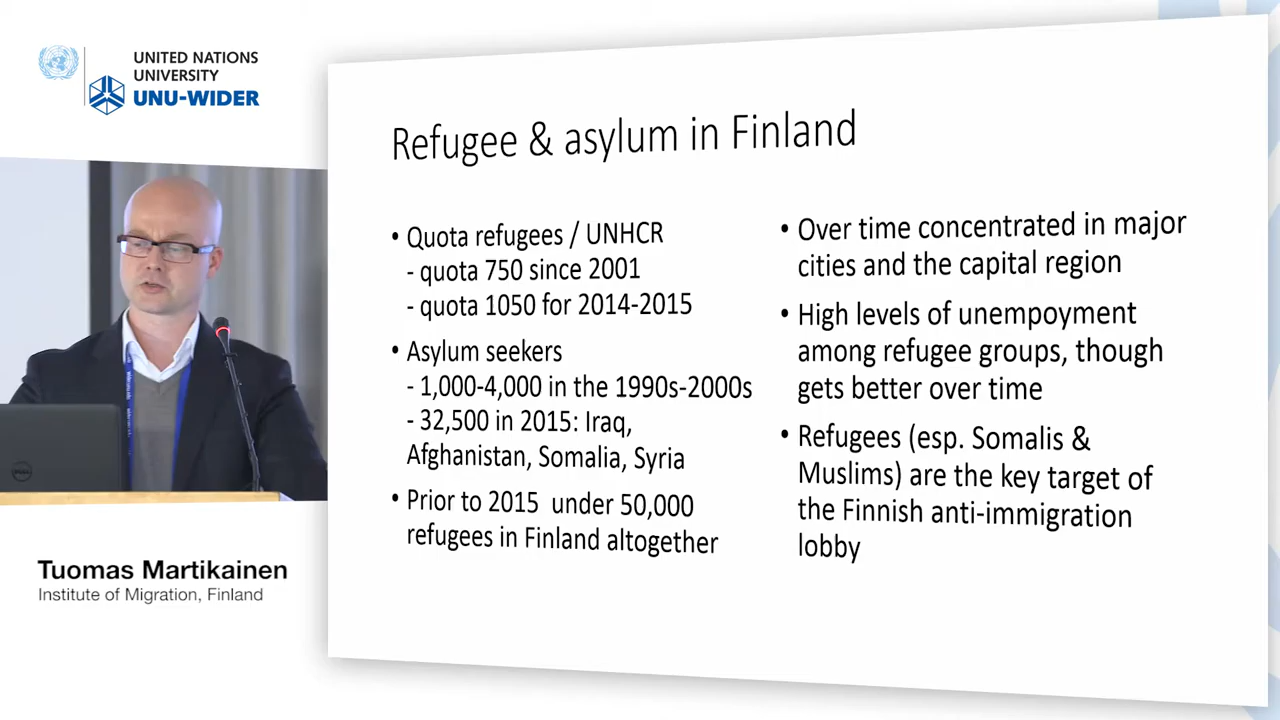 UNITED NATIONS
UNIVERSITY
UNU-WIDER
Refugee & asylum in Finland
• Quota refugees / UNHCR
- quota 750 since 2001
- quota 1050 for 2014-2015
• Asylum seekers
- 1,000-4,000 in the 1990s-2000s
- 32,500 in 2015: Iraq,
Afghanistan, Somalia, Syria
• Prior to 2015 under 50,000
refugees in Finland altogether
• Over time concentrated in major
cities and the capital region
• High levels of unempoyment
among refugee groups, though
gets better over time
• Refugees (esp. Somalis &
Muslims) are the key target of
the Finnish anti-immigration
lobby
Tuomas Martikainen
Institute of Migration, Finland